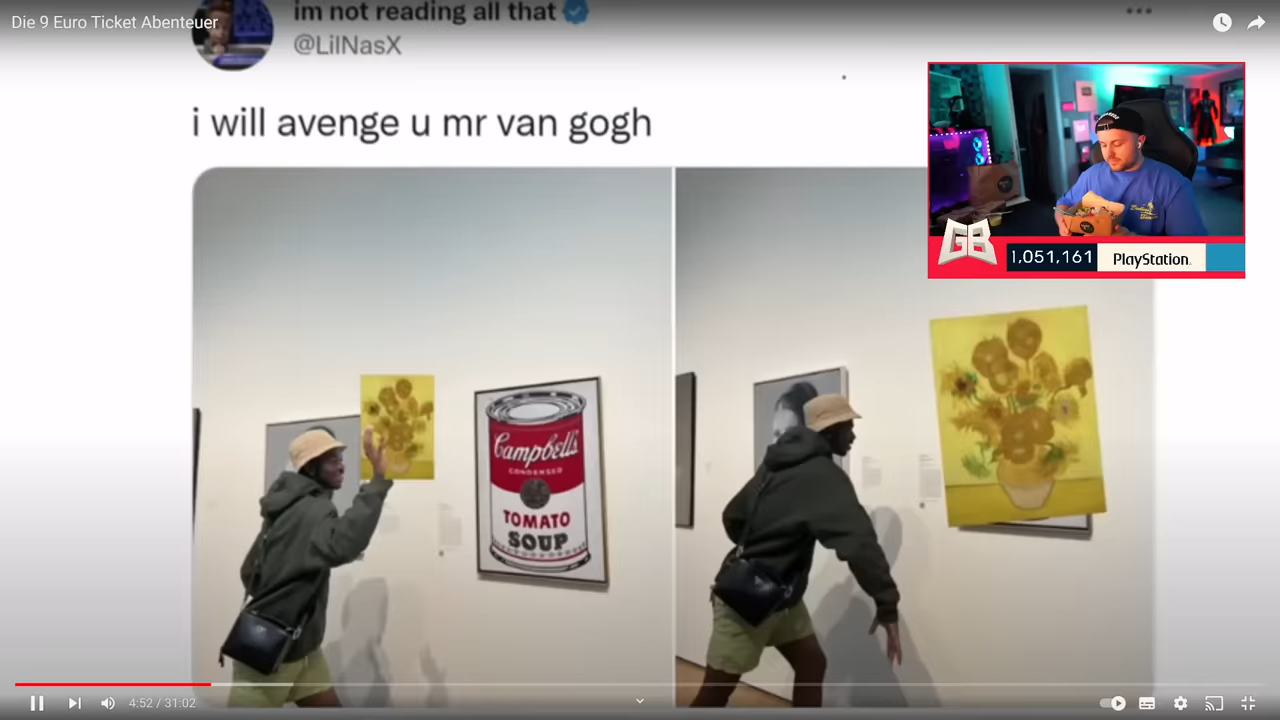 Die 9 Euro Ticket Abenteuer
im not reading all that
@LilNasX
i will avenge u mr van gogh
Campbell's
CONDENSED
TOMATO
SOUP
GB
1,051,161
PlayStation.
4:52 / 31:02